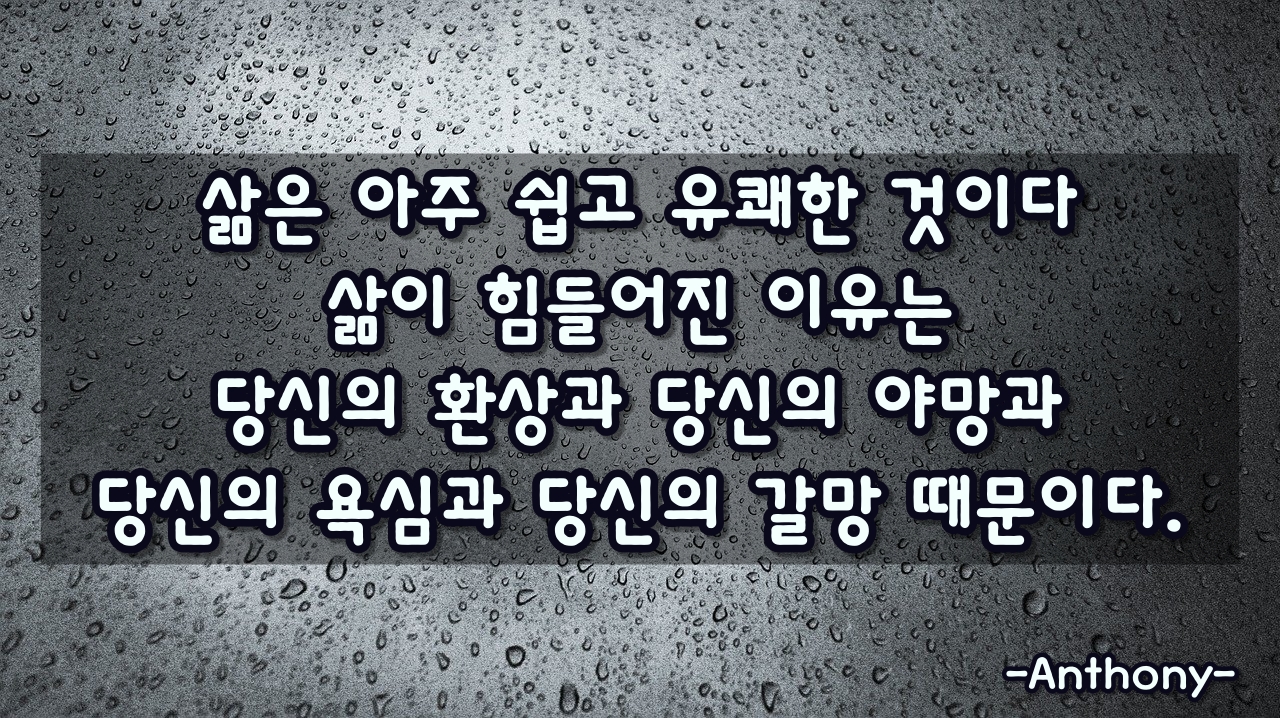 삶은 아주 쉽고 유쾌한 것이다
삶이 힘들어진 이유는
당신의 환상과 당신의 야망과
당신의 욕심과 당신의 갈망 때문이다.
-Anthony-